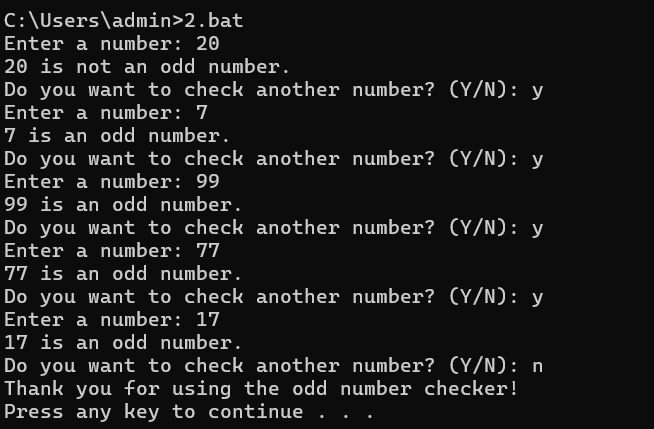 C:\Users\admin>2.bat
Enter a number: 20
20 is not an odd number.
Do you want to check another number? (Y/N): y
Enter a number: 7
7 is an odd number.
Do you want to check another number? (Y/N): y
Enter a number: 99
99 is an odd number.
Do you want to check another number? (Y/N): y
Enter a number: 77
77 is an odd number.
Do you want to check another number? (Y/N): y
Enter a number: 17
17 is an odd number.
Do you want to check another number? (Y/N): n
Thank you for using the odd number checker!
Press any key to continue . . .